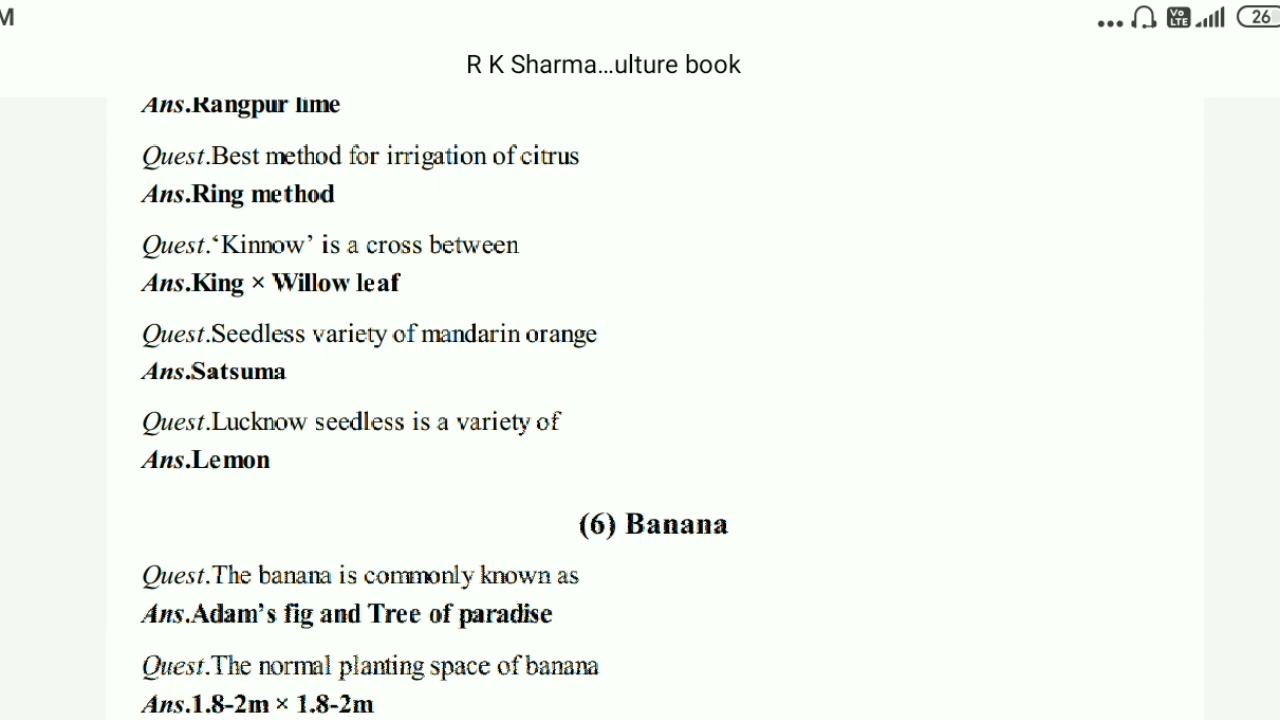 M
... Vo LTE 26
R K Sharma...ulture book
Ans.Rangpur lime
Quest.Best method for irrigation of citrus
Ans.Ring method
Quest.‘Kinnow’ is a cross between
Ans.King × Willow leaf
Quest.Seedless variety of mandarin orange
Ans.Satsuma
Quest.Lucknow seedless is a variety of
Ans.Lemon
(6) Banana
Quest.The banana is commonly known as
Ans.Adam’s fig and Tree of paradise
Quest.The normal planting space of banana
Ans.1.8-2m × 1.8-2m